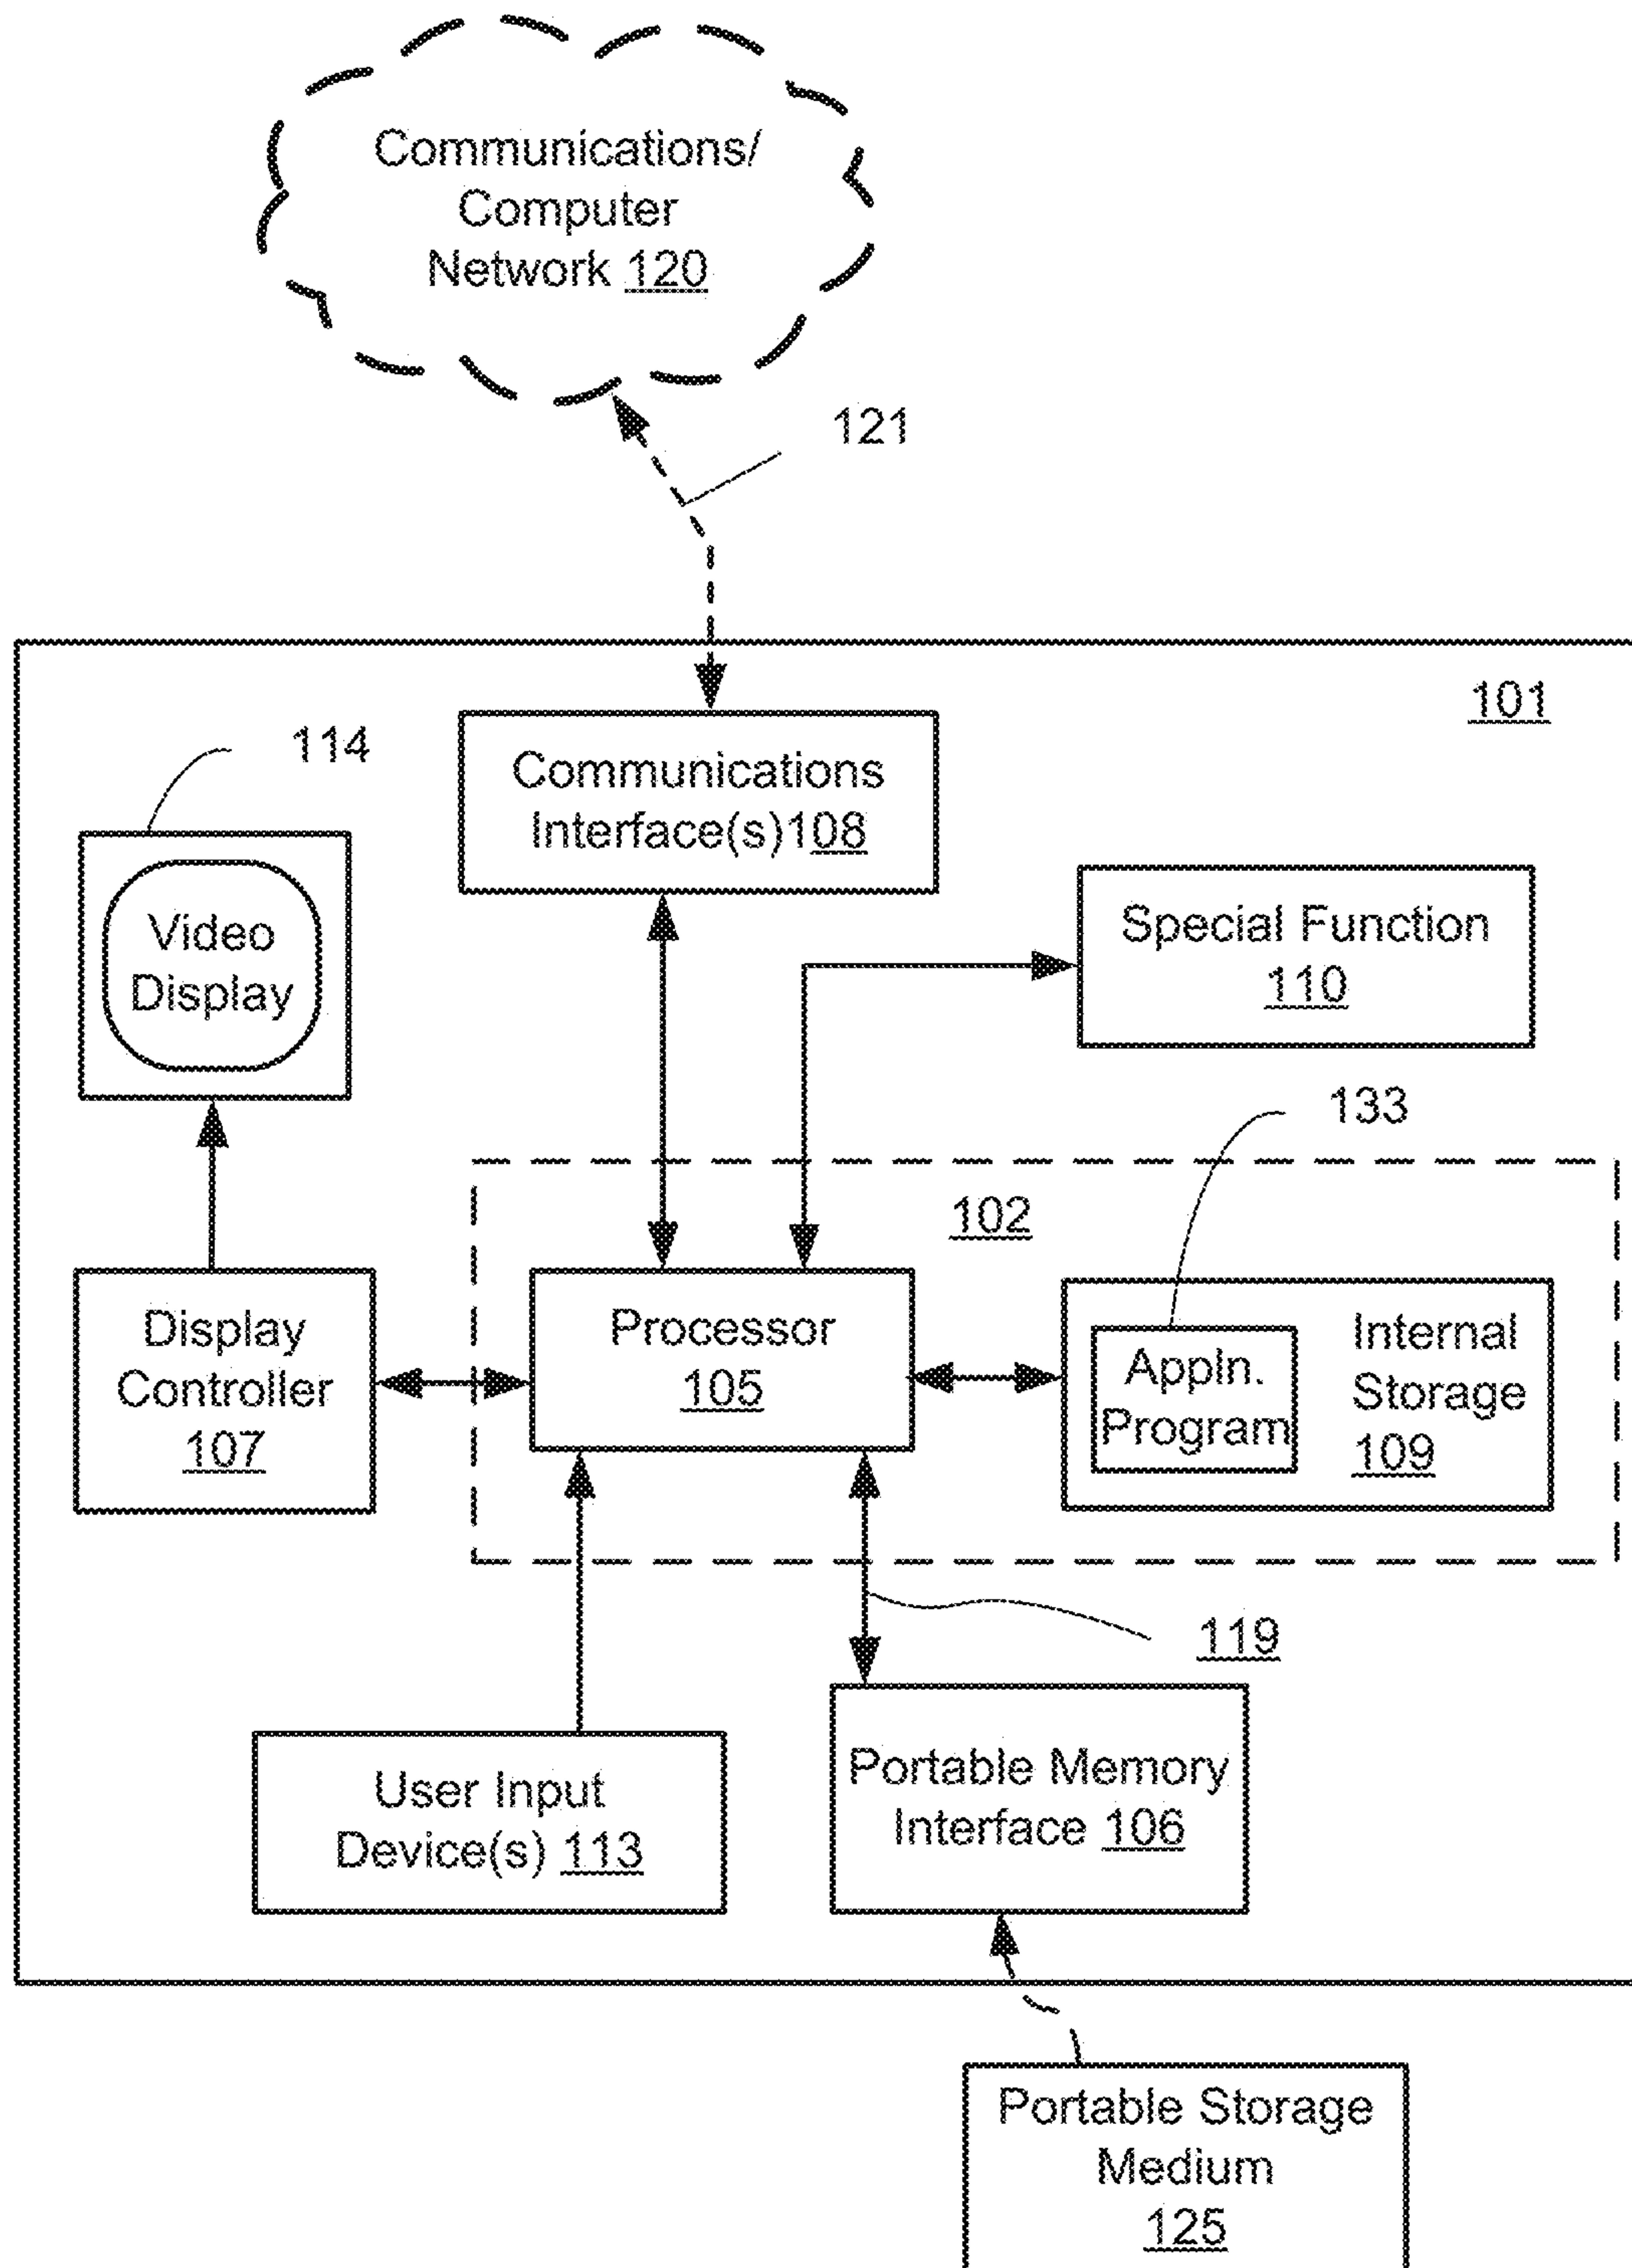 Communications/
Computer
Network 120
121
101
114
Communications
Interface(s)108
Video
Display
Special Function
110
133
102
Display
Controller
107
Processor
105
Appln.
Program
Internal
Storage
109
119
User Input
Device(s) 113
Portable Memory
Interface 106
Portable Storage
Medium
125